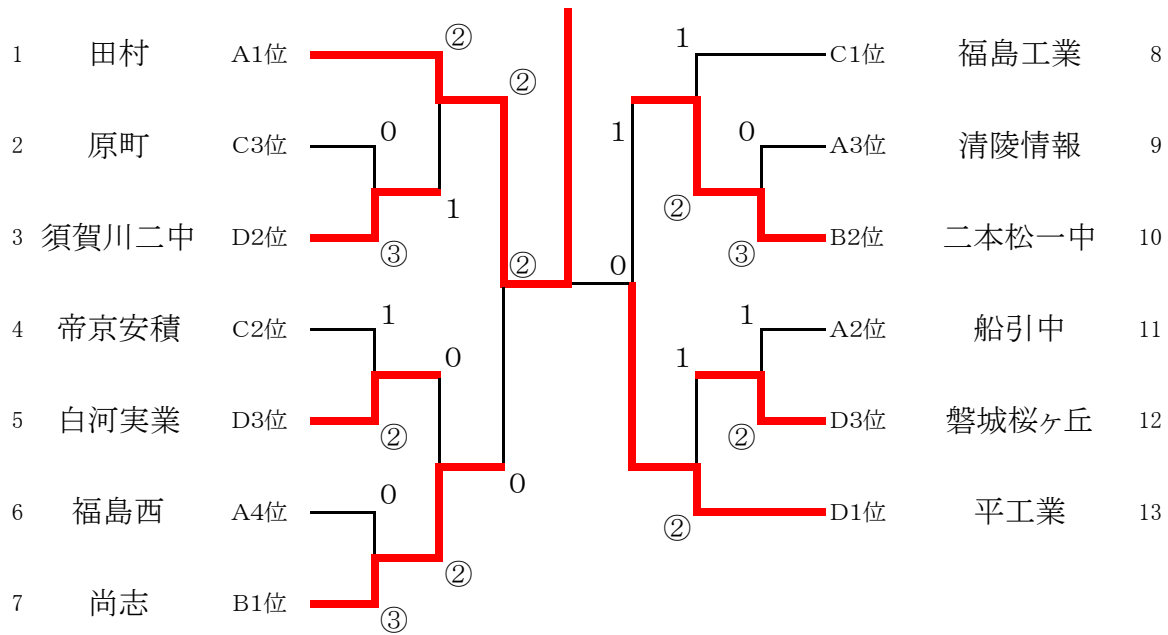 ② 1
1 田村 A1位 C1位 福島工業 8
②
0 1 0
2 原町 C3位 A3位 清陵情報 9
1 ②
3 須賀川二中 D2位 B2位 二本松一中 10
③ ③
② 0
1 1
4 帝京安積 C2位 A2位 船引中 11
0 1
5 白河実業 D3位 D3位 磐城桜ヶ丘 12
② ②
0 0
6 福島西 A4位 D1位 平工業 13
②
②
7 尚志 B1位
③